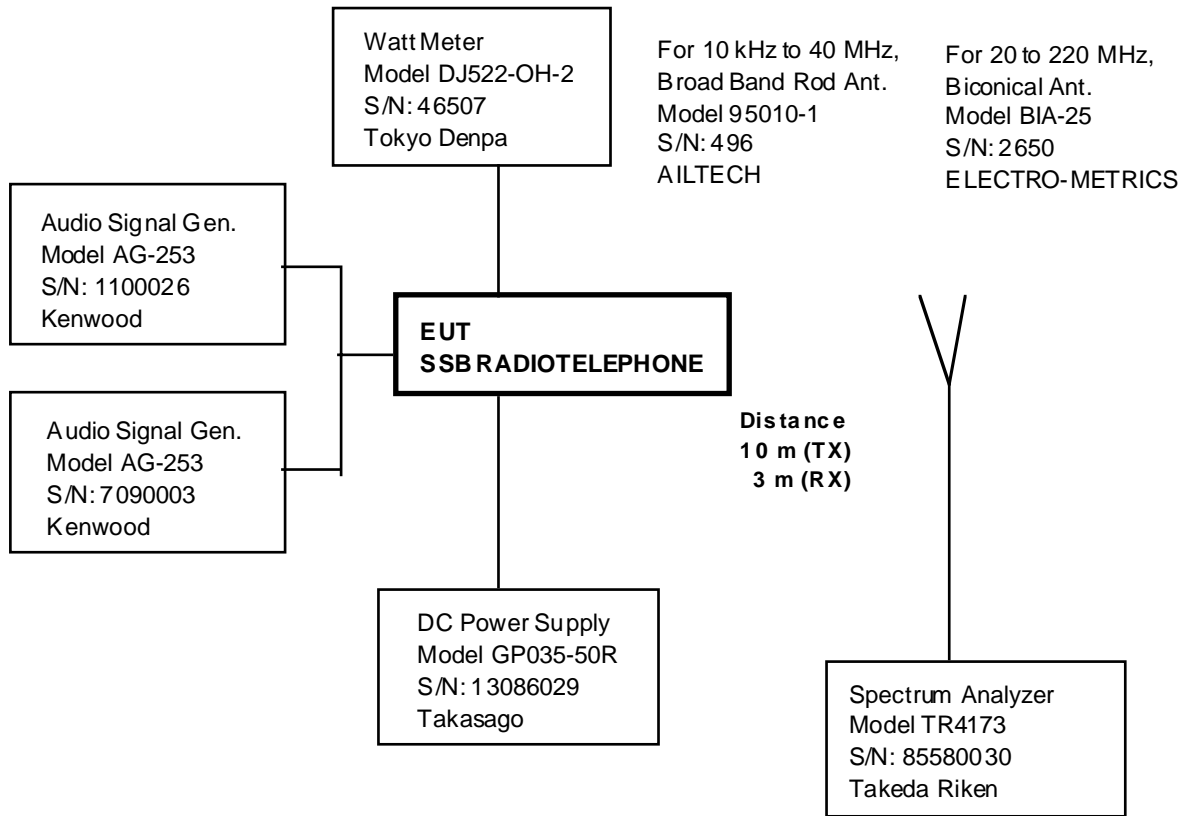 Watt Meter
Model DJ522-OH-2
S/N: 46507
Tokyo Denpa
For 10 kHz to 40 MHz,
Broad Band Rod Ant.
Model 95010-1
S/N: 496
AILTECH
For 20 to 220 MHz,
Biconical Ant.
Model BIA-25
S/N: 2650
ELECTRO-METRICS
Audio Signal Gen.
Model AG-253
S/N: 1100026
Kenwood
EUT
SSB RADIOTELEPHONE
Audio Signal Gen.
Model AG-253
S/N: 7090003
Kenwood
Distance
10 m (TX)
3 m (RX)
DC Power Supply
Model GP035-50R
S/N: 13086029
Takasago
Spectrum Analyzer
Model TR4173
S/N: 85580030
Takeda Riken